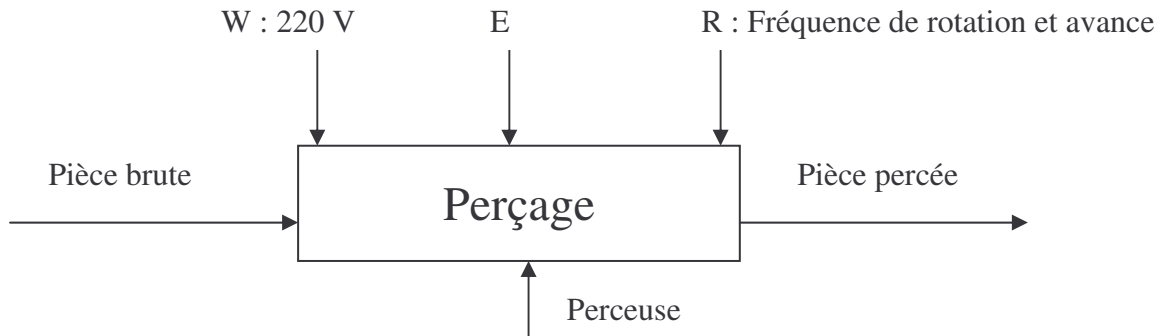 W : 220 V
E
R : Fréquence de rotation et avance
Pièce brute
Perçage
Pièce percée
Perceuse